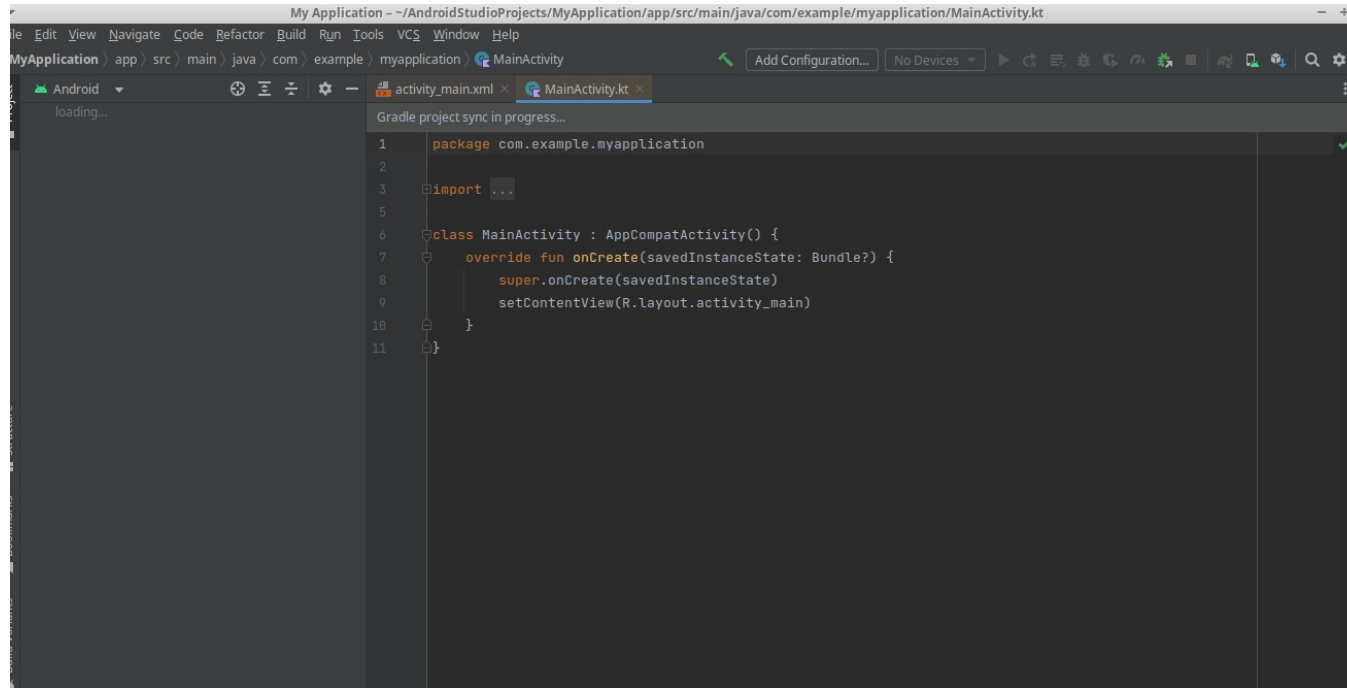 My Application – ~/AndroidStudioProjects/MyApplication/app/src/main/java/com/example/myapplication/MainActivity.kt
Edit View Navigate Code Refactor Build Run Tools VCS Window Help
MyApplication app src main java com example myapplication MainActivity Add Configuration... No Devices
Android activity_main.xml MainActivity.kt
loading...
Gradle project sync in progress...
1 package com.example.myapplication
2
3 import ...
5
6 class MainActivity : AppCompatActivity() {
7 override fun onCreate(savedInstanceState: Bundle?) {
8 super.onCreate(savedInstanceState)
9 setContentView(R.layout.activity_main)
10 }
11 }